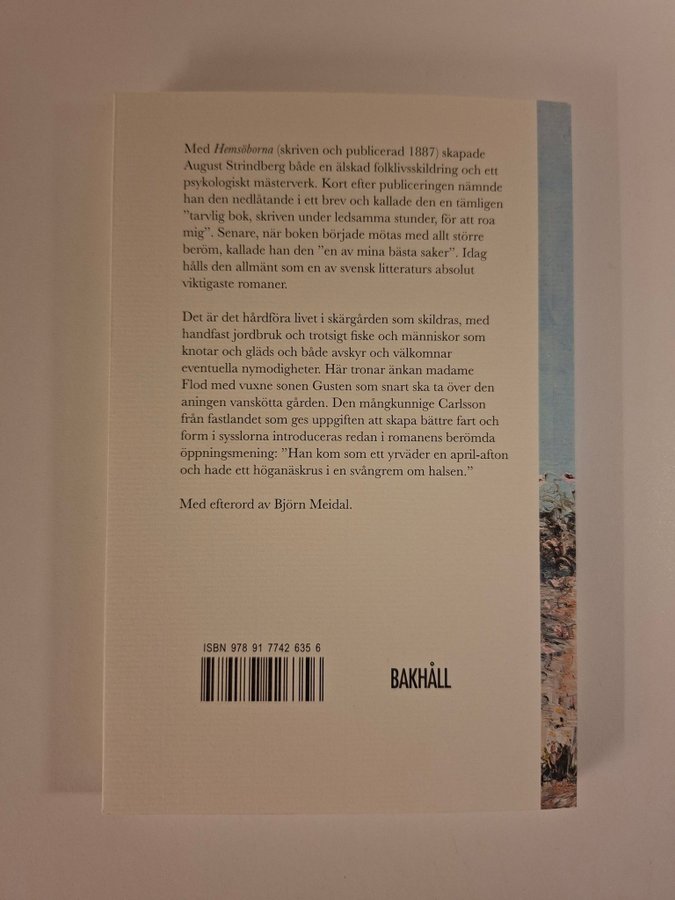 Med Hemsöborna (skriven och publicerad 1887) skapade
August Strindberg både en älskad folklivsskildring och ett
psykologiskt mästerverk. Kort efter publiceringen nämnde
han den nedlåtande i ett brev och kallade den en tämligen
”tarvlig bok, skriven under ledsamma stunder, för att roa
mig”. Senare, när boken började mötas med allt större
beröm, kallade han den ”en av mina bästa saker”. Idag
hålls den allmänt som en av svensk litteraturs absolut
viktigaste romaner.
Det är det hårdföra livet i skärgården som skildras, med
handfast jordbruk och trotsigt fiske och människor som
knotar och gläds och både avskyr och välkomnar
eventuella nymodigheter. Här tronar änkan madame
Flod med vuxne sonen Gusten som snart ska ta över den
aningen vanskötta gården. Den mångkunnige Carlsson
från fastlandet som ges uppgiften att skapa bättre fart och
form i sysslorna introduceras redan i romanens berömda
öppningsmening: ”Han kom som ett yrväder en april-afton
och hade ett höganäskrus i en svångrem om halsen.”
Med efterord av Björn Meidal.
ISBN 978 91 7742 635 6
BAKHÅLL